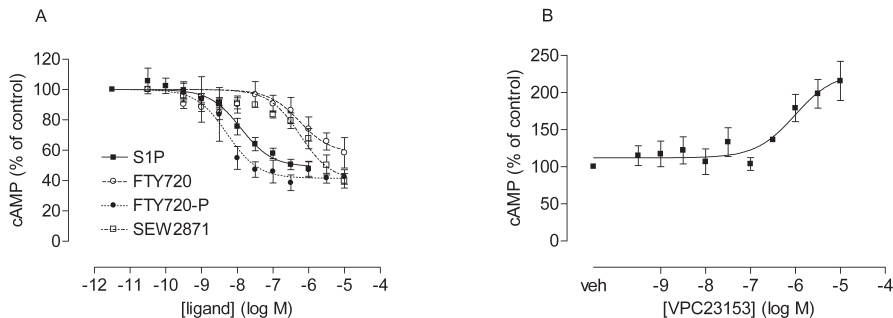 A
120
100
80
60
40
20
0
cAMP (% of control)
S1P
FTY720
FTY720-P
SEW2871
-12 -11 -10 -9 -8 -7 -6 -5 -4
[ligand] (log M)
B
250
200
150
100
50
0
cAMP (% of control)
veh -9 -8 -7 -6 -5 -4
[VPC23153] (log M)